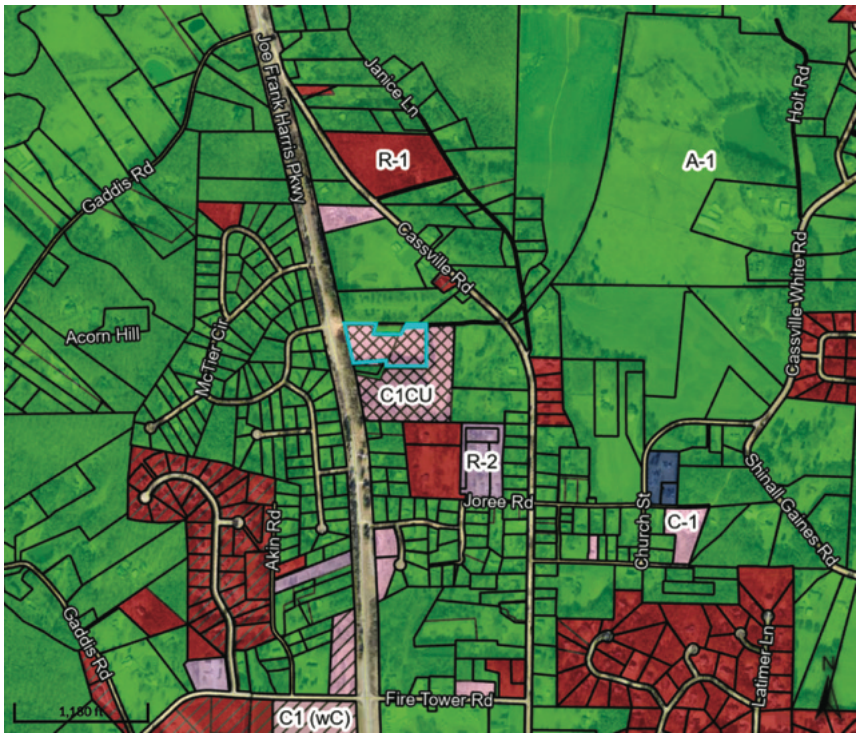 Joe Frank Harris Pkwy
Janice Ln
Holt Rd
R-1
A-1
Gaddis Rd
Cassville Rd
Cassville-White Rd
Acorn Hill
McTier Cir
C1CU
R-2
Joree Rd
Shinall Gaines Rd
Church St
C-1
Akin Rd
Gaddis Rd
Latimer Ln
N
Fire Tower Rd
1,180 ft
C1 (wC)